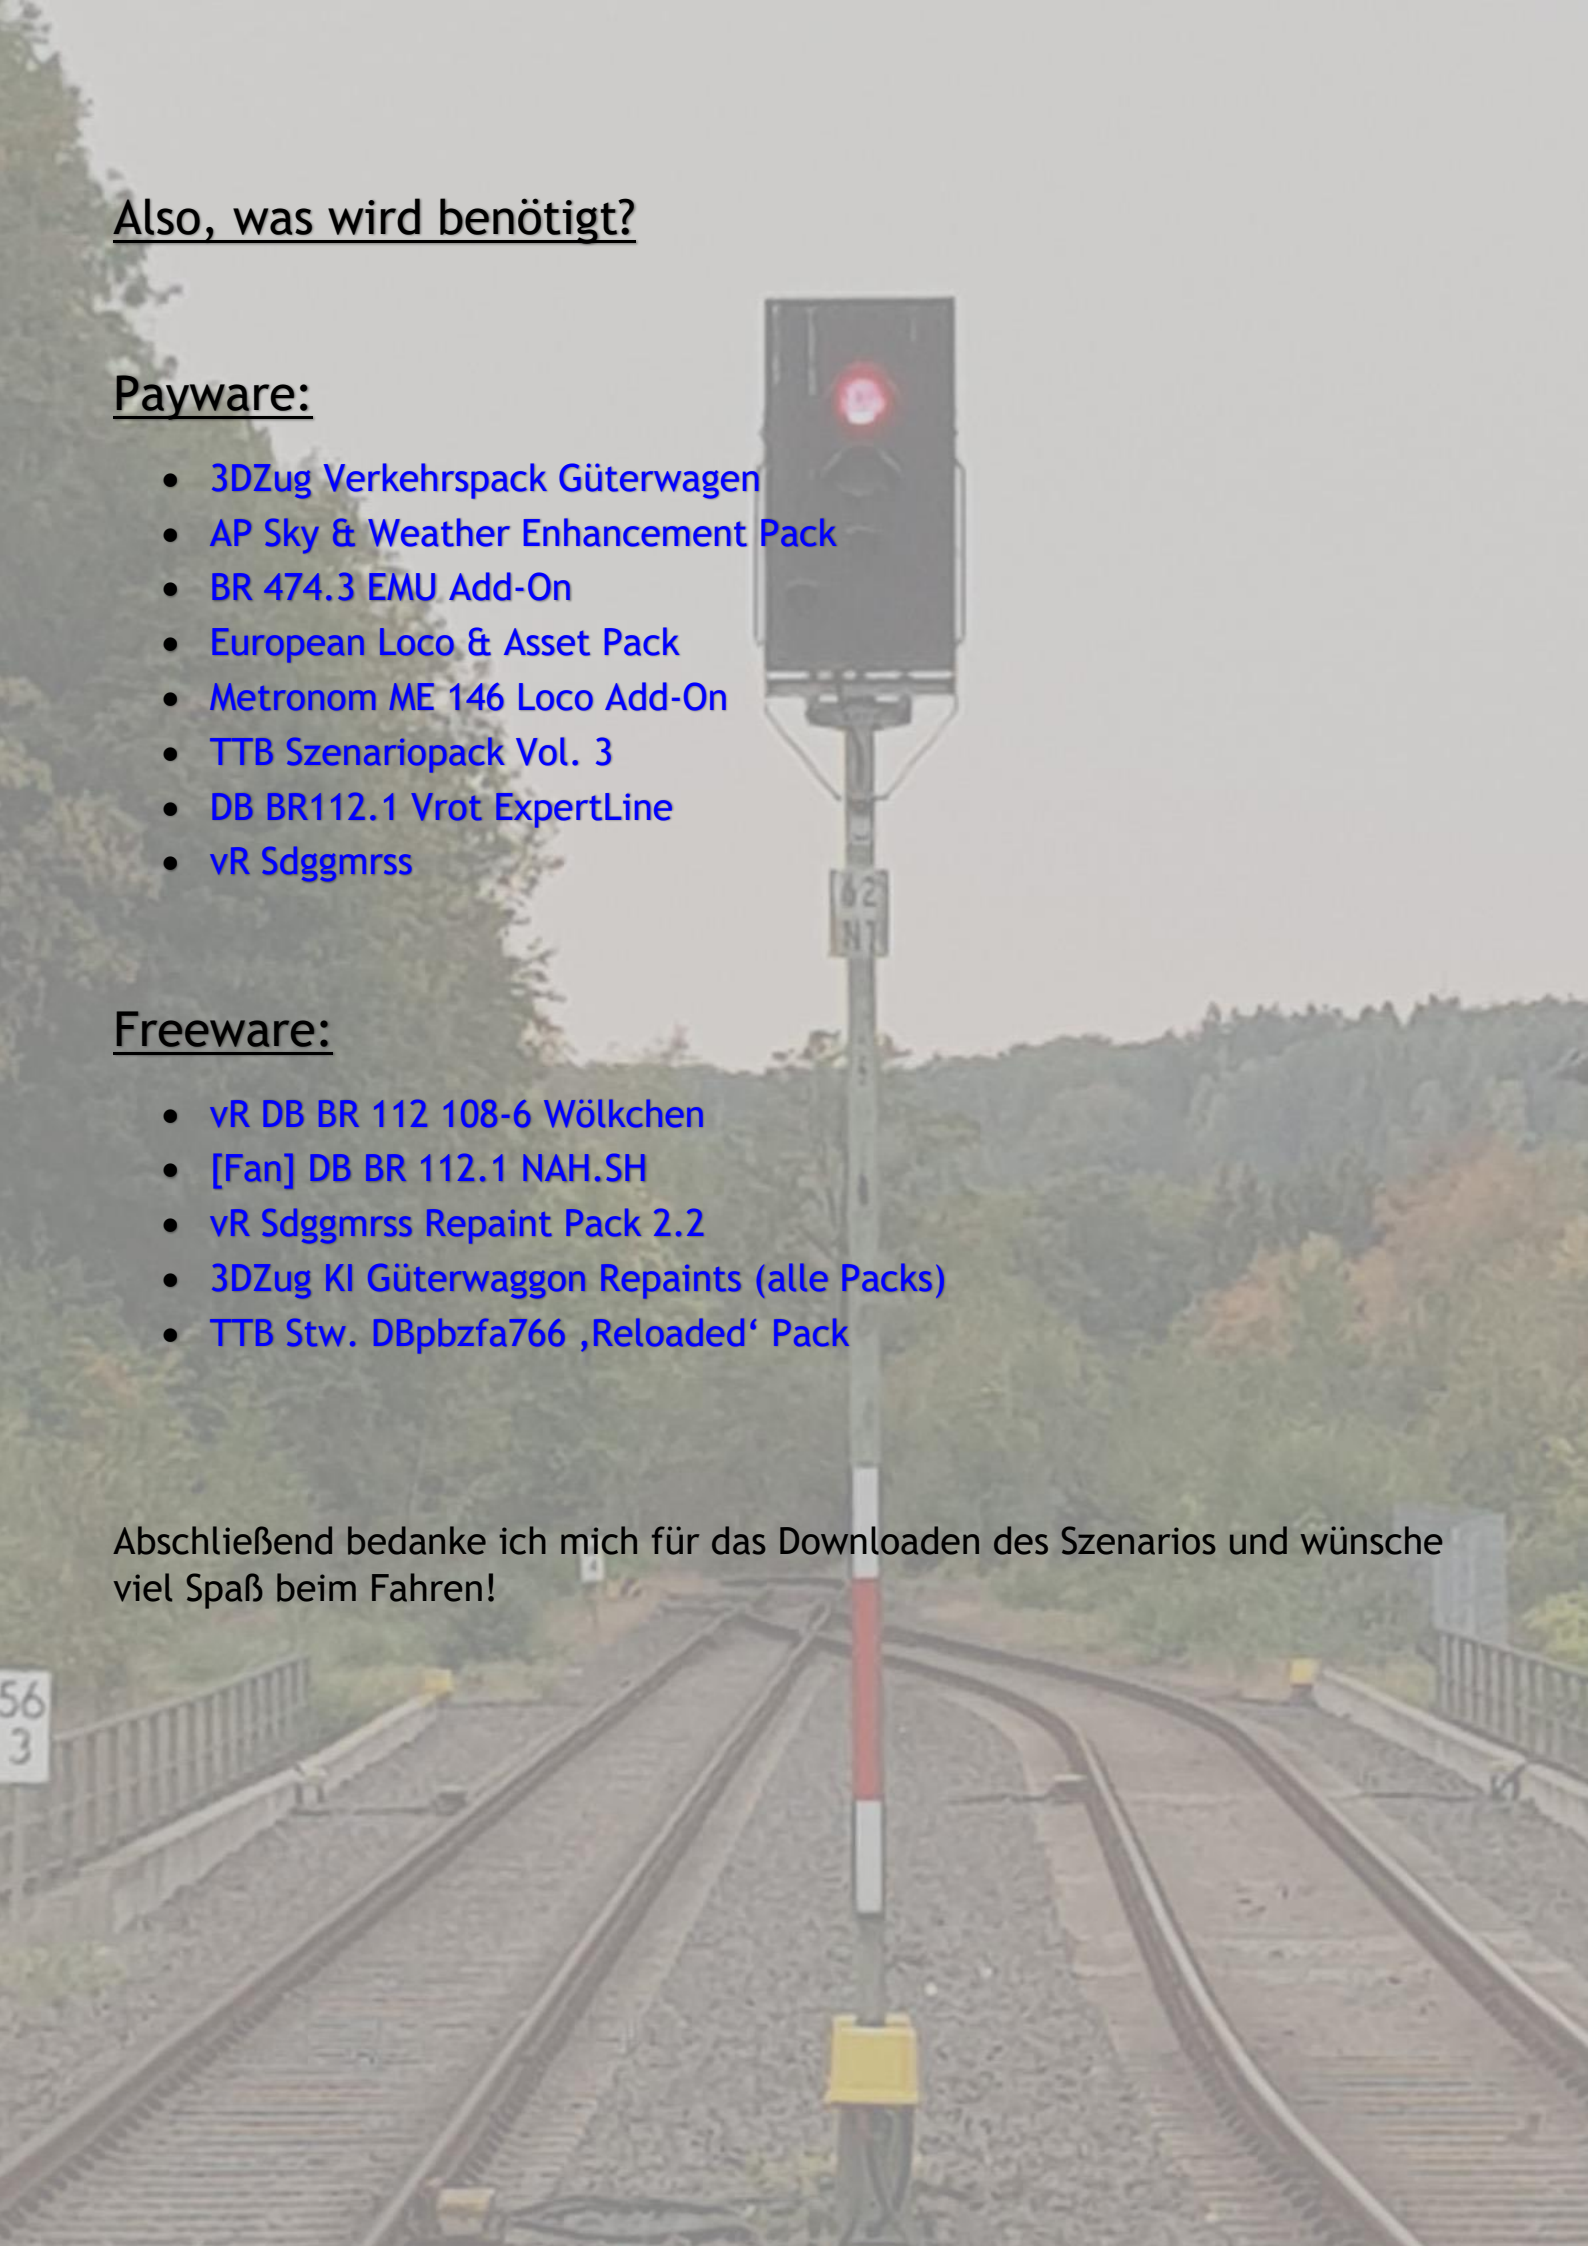 Also, was wird benötigt?
Payware:
• 3DZug Verkehrspack Güterwagen
• AP Sky & Weather Enhancement Pack
• BR 474.3 EMU Add-On
• European Loco & Asset Pack
• Metronom ME 146 Loco Add-On
• TTB Szenariopack Vol. 3
• DB BR112.1 Vrot ExpertLine
• vR Sdggmrss
62
N1
Freeware:
• vR DB BR 112 108-6 Wölkchen
• [Fan] DB BR 112.1 NAH.SH
• vR Sdggmrss Repaint Pack 2.2
• 3DZug KI Güterwaggon Repaints (alle Packs)
• TTB Stw. DBpbzfa766 ‚Reloaded‘ Pack
Abschließend bedanke ich mich für das Downloaden des Szenarios und wünsche
viel Spaß beim Fahren!
4
56
3